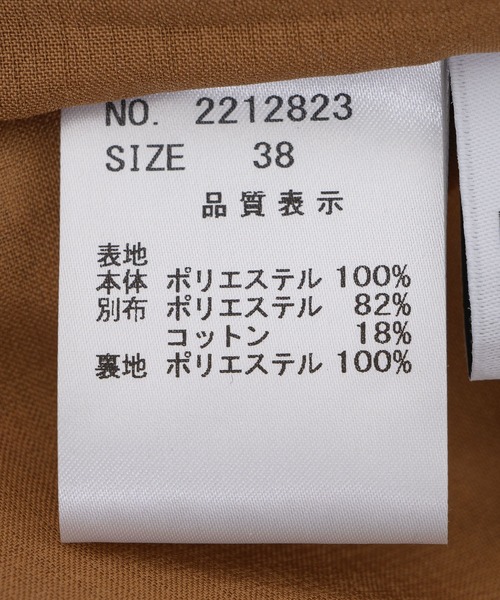 NO. 2212823
SIZE 38
品質表示
表地
本体 ポリエステル 100%
別布 ポリエステル 82%
コットン 18%
裏地 ポリエステル 100%